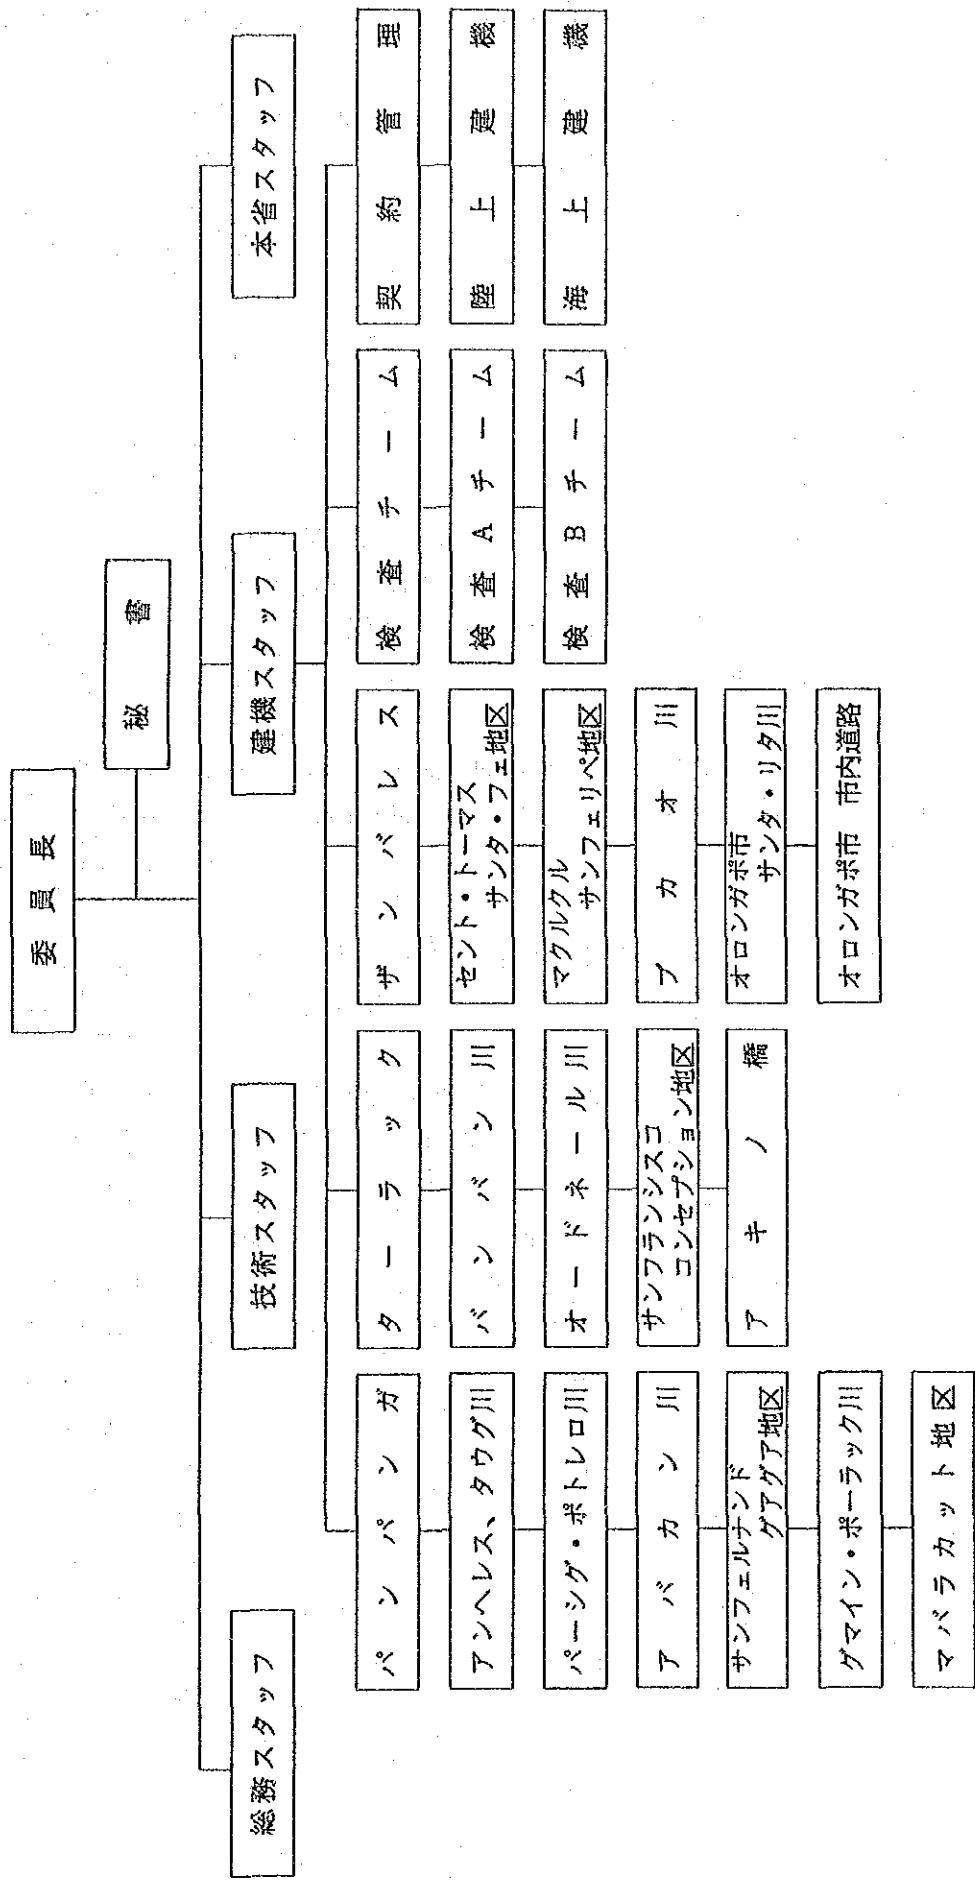 委員長
秘書
総務スタッフ
技術スタッフ
建機スタッフ
本省スタッフ
パンパンガ
アンヘレス、タウグ川
パーシグ・ポトレロ川
アバカン川
サンフェルナンド
グアグア地区
グマイン・ポーラック川
マバラカット地区
ターラック
バンバン川
オードネール川
サンフランシスコ
コンセプション地区
アキノ橋
ザンバレス
セント・トーマス
サンタ・フェ地区
マクルクル
サンフェリペ地区
ブカオ川
オロンガポ市
サンタ・リタ川
オロンガポ市 市内道路
検査チーム
検査Aチーム
検査Bチーム
契約管理
陸上建機
海上建機